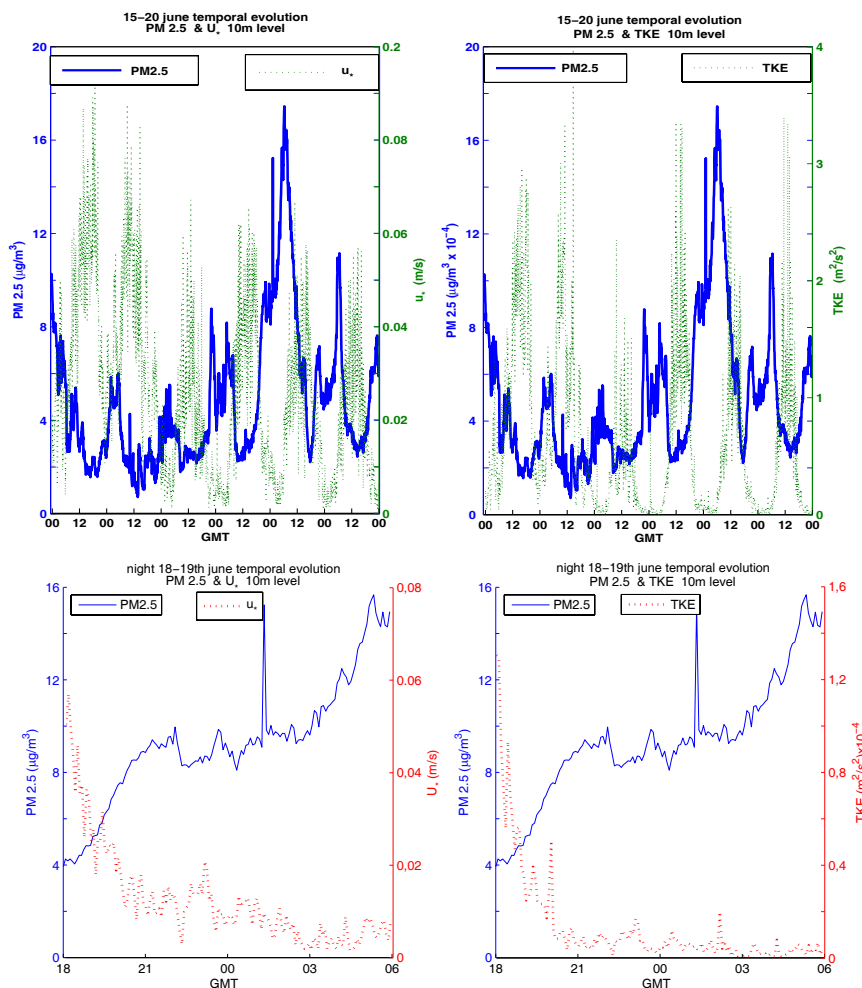 15−20 june temporal evolution
PM 2.5 & U* 10m level
20
16
12
8
4
0
PM 2.5 (μg/m³)
PM2.5
u*
0.2
0.1
0.08
0.06
0.04
0.02
0
u* (m/s)
00 12 00 12 00 12 00 12 00 12 00 12 00
GMT
15−20 june temporal evolution
PM 2.5 & TKE 10m level
20
16
12
8
4
0
PM 2.5 (μg/m³ x 10⁻⁴)
PM2.5
TKE
4
3
2
1
0
TKE (m²/s²)
00 12 00 12 00 12 00 12 00 12 00 12 00
GMT
night 18−19th june temporal evolution
PM 2.5 & U* 10m level
16
12
8
4
0
PM 2.5 (μg/m³)
PM2.5
u*
0,08
0,06
0,04
0,02
0
U* (m/s)
18 21 00 03 06
GMT
night 18−19th june temporal evolution
PM 2.5 & TKE 10m level
16
12
8
4
0
PM 2.5 (μg/m³)
PM2.5
TKE
1,6
1,2
0,8
0,4
0
TKE (m²/s²)x10⁻⁴
18 21 00 03 06
GMT